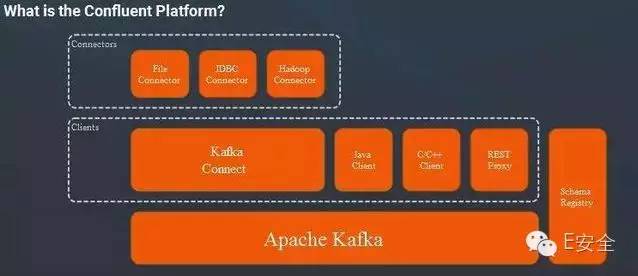 What is the Confluent Platform?
Connectors
File
Connector
JDBC
Connector
Hadoop
Connector
Clients
Kafka
Connect
Java
Client
C/C++
Client
REST
Proxy
Schema
Registry
Apache Kafka
E安全